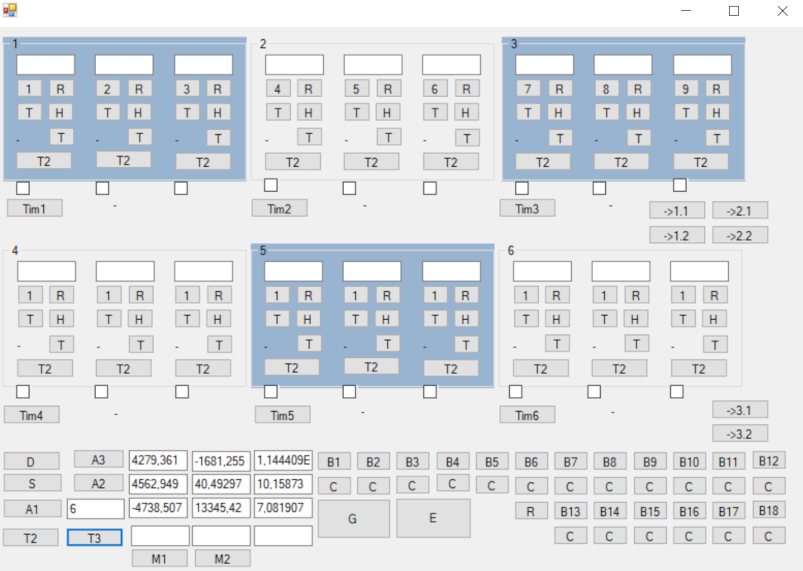 1 2 3
1 R 2 R 3 R 4 R 5 R 6 R 7 R 8 R 9 R
T H T H T H T H T H T H T H T H T H
- T - T - T - T - T - T - T - T - T
T2 T2 T2 T2 T2 T2 T2 T2 T2
Tim1 - Tim2 - Tim3 ->1.1 ->2.1
->1.2 ->2.2
4 5 6
1 R 1 R 1 R 1 R 1 R 1 R 1 R 1 R 1 R
T H T H T H T H T H T H T H T H T H
- T - T - T - T - T - T - T - T - T
T2 T2 T2 T2 T2 T2 T2 T2 T2
Tim4 - Tim5 - Tim6 - ->3.1
->3.2
D A3 4279,361 -1681,255 1,144409E B1 B2 B3 B4 B5 B6 B7 B8 B9 B10 B11 B12
S A2 4562,949 40,49297 10,15873 C C C C C C C C C C C C
A1 6 -4738,507 13345,42 7,081907 G E R B13 B14 B15 B16 B17 B18
T2 T3 C C C C C C
M1 M2